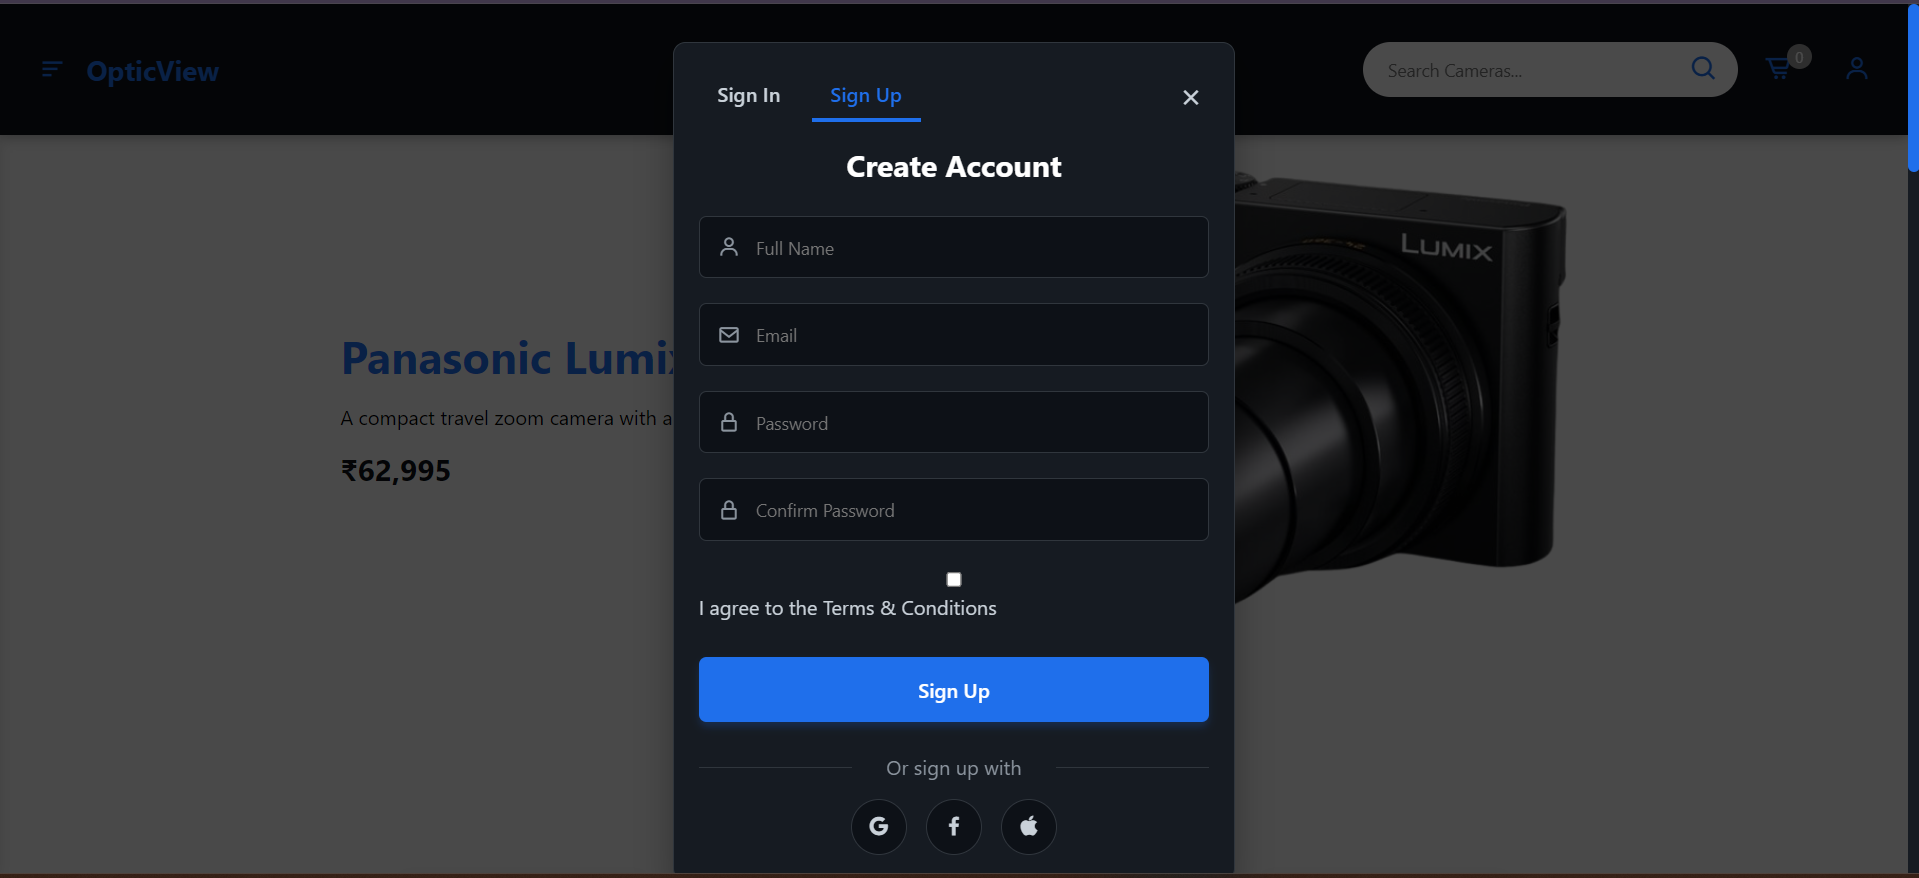 OpticView
Search Cameras...
0
Sign In
Sign Up
Create Account
Full Name
Email
Password
Confirm Password
I agree to the Terms & Conditions
Sign Up
Or sign up with
Panasonic Lumix
A compact travel zoom camera with a
₹62,995
LUMIX